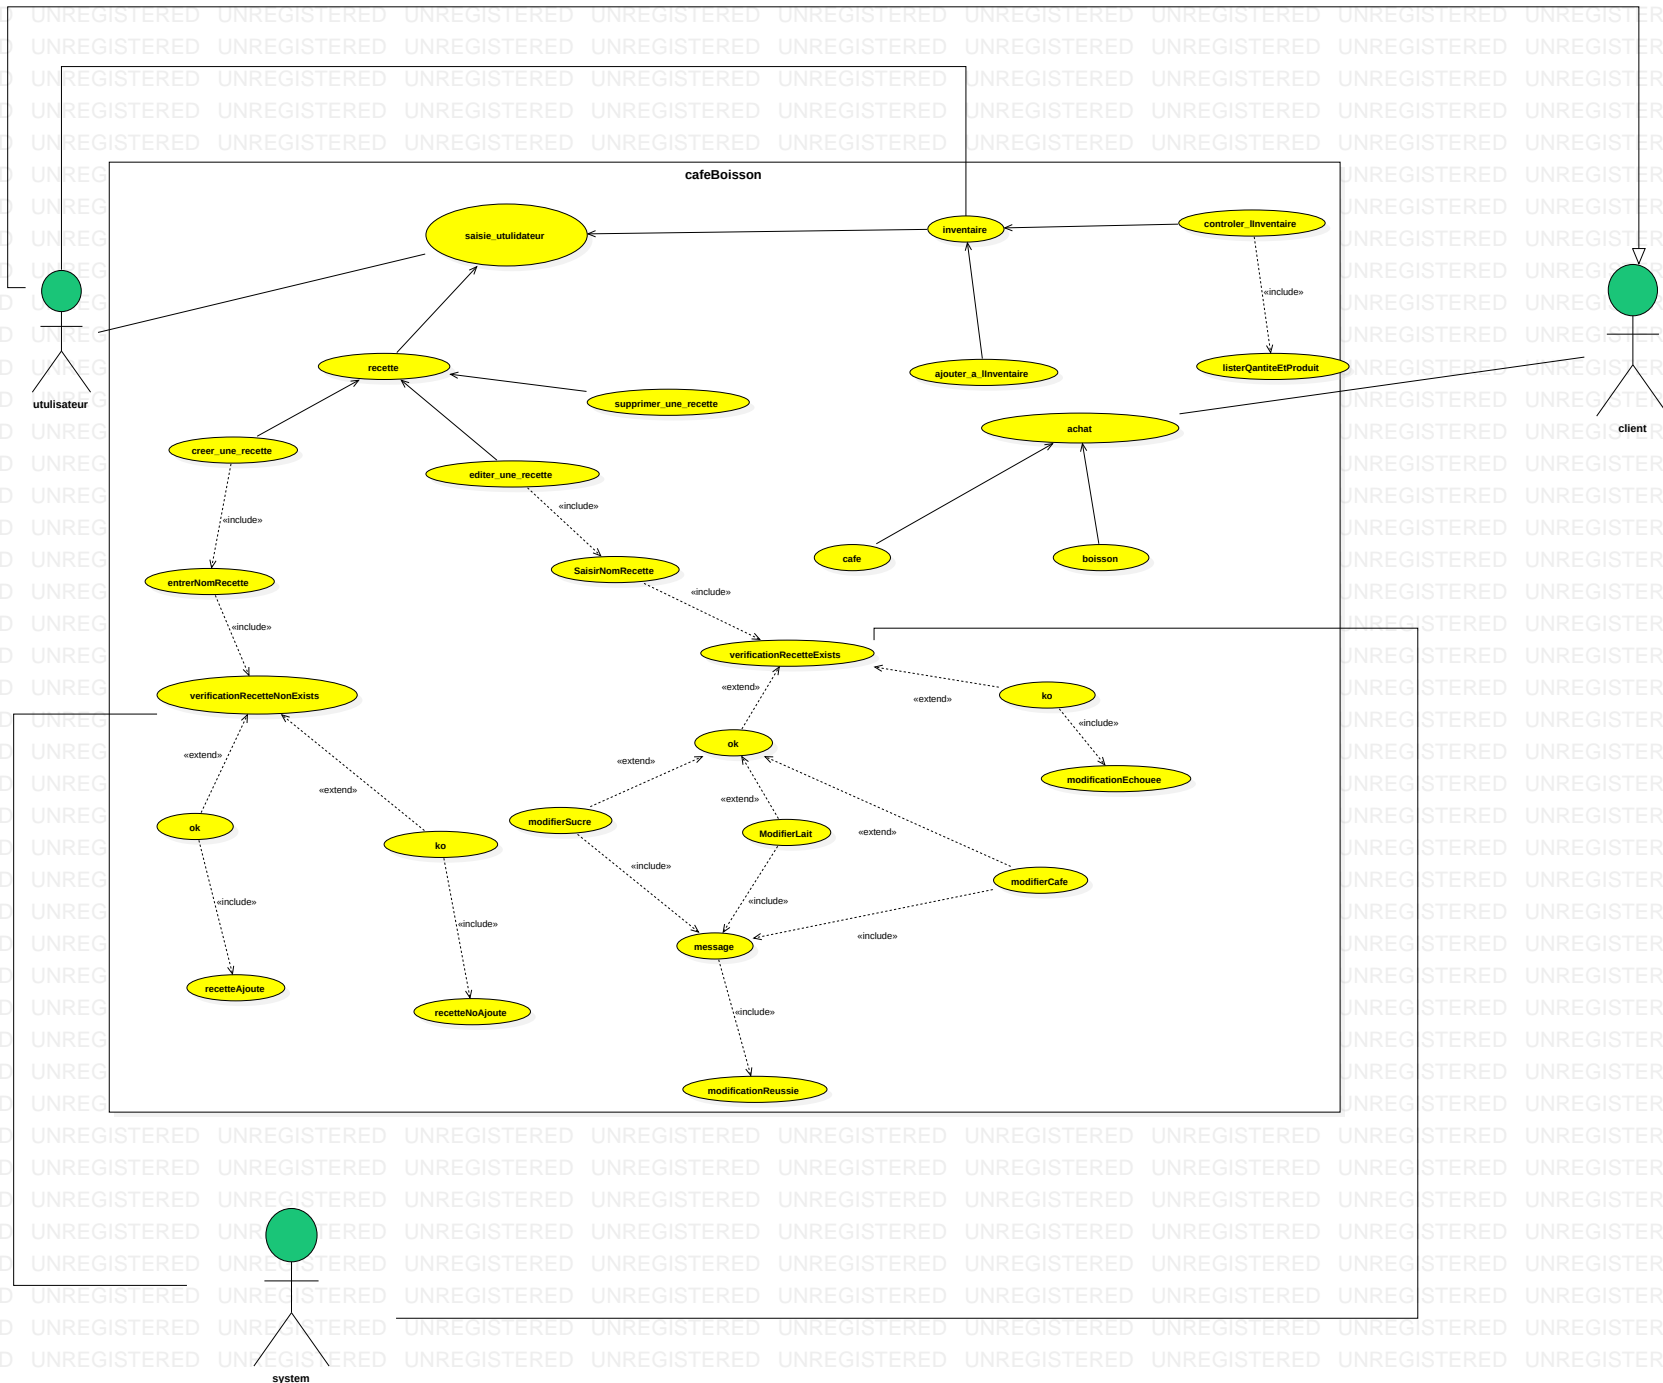 cafeBoisson
saisie_utulidateur
inventaire
controler_lInventaire
«include»
listerQantiteEtProduit
ajouter_a_lInventaire
recette
supprimer_une_recette
utulisateur
client
achat
creer_une_recette
editer_une_recette
«include»
«include»
cafe
boisson
SaisirNomRecette
entrerNomRecette
«include»
«include»
verificationRecetteExists
verificationRecetteNonExists
«extend»
«extend»
ko
«include»
ok
«extend»
«extend»
modificationEchouee
«extend»
«extend»
modifierSucre
ok
ModifierLait
«extend»
ko
«include»
modifierCafe
«include»
«include»
«include»
«include»
message
recetteAjoute
recetteNoAjoute
«include»
modificationReussie
system
UNREGISTERED